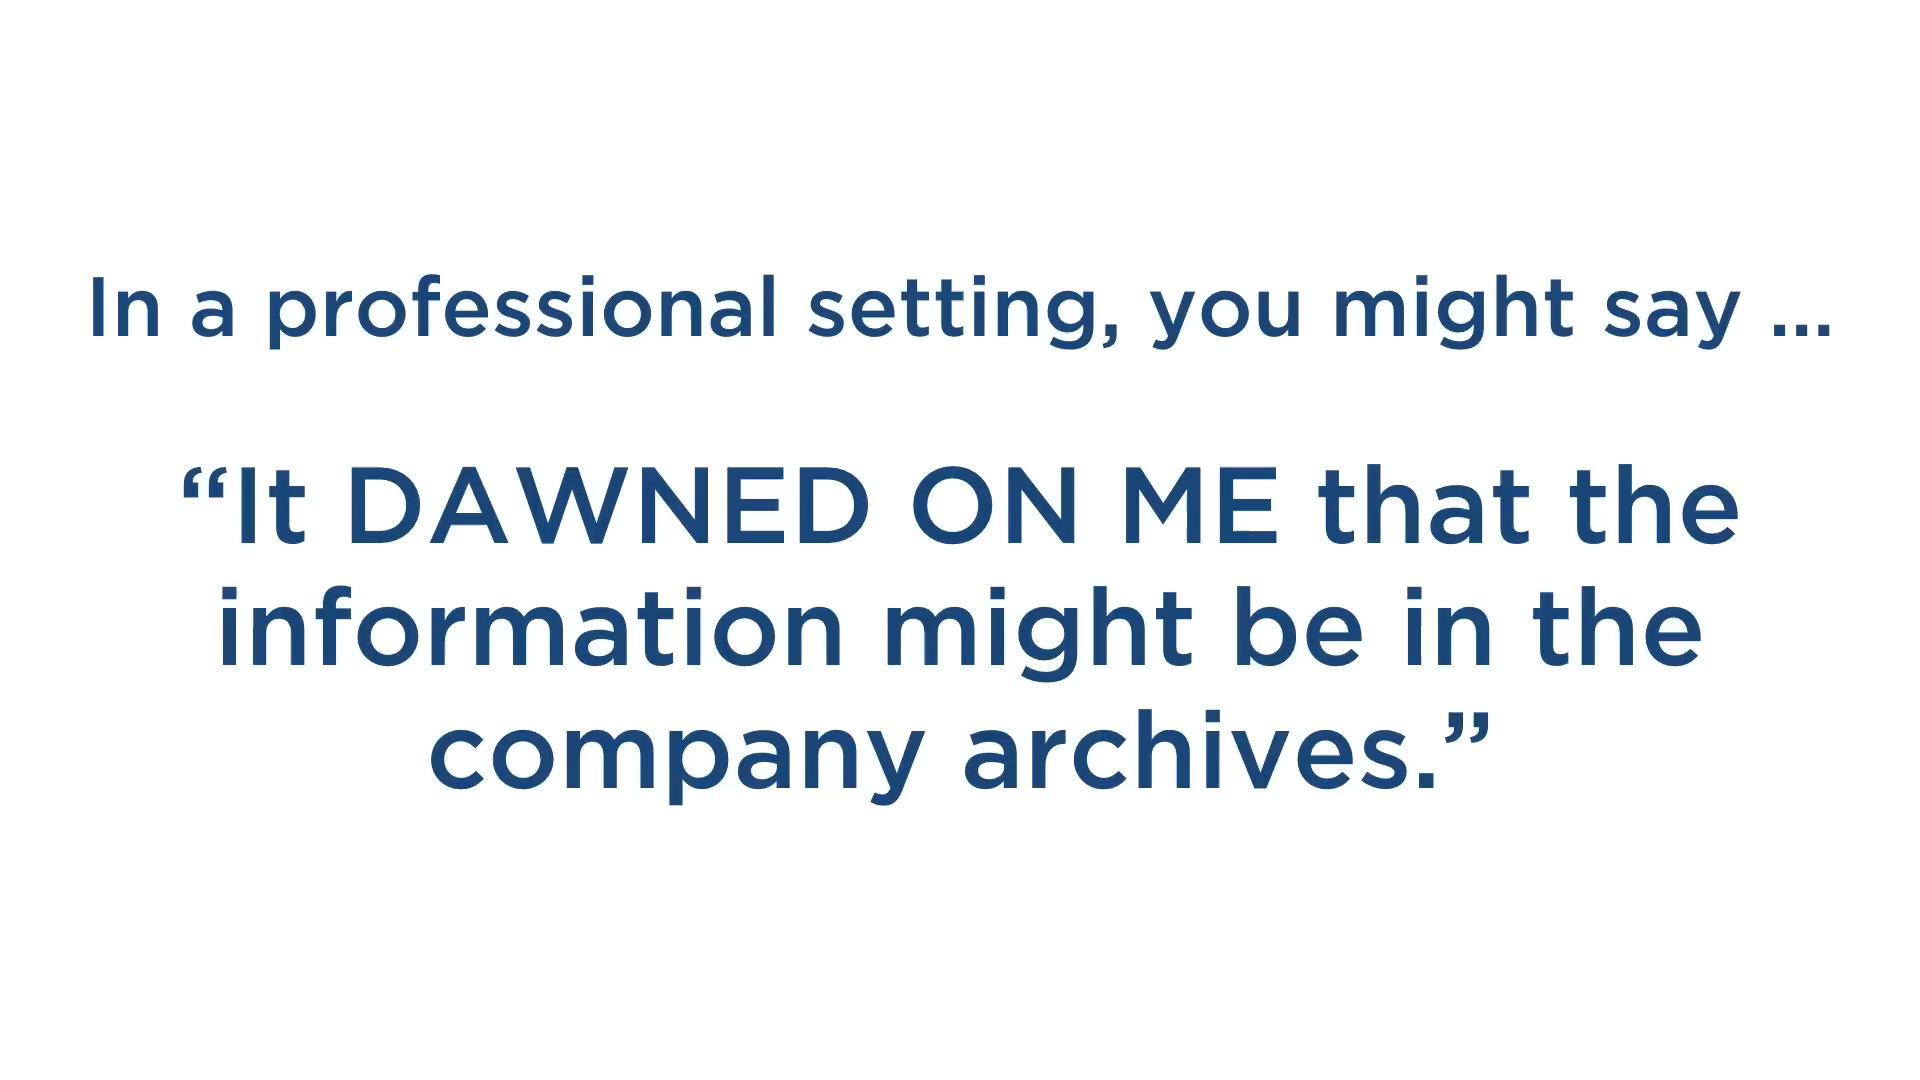 In a professional setting, you might say ...
“It DAWNED ON ME that the
information might be in the
company archives.”